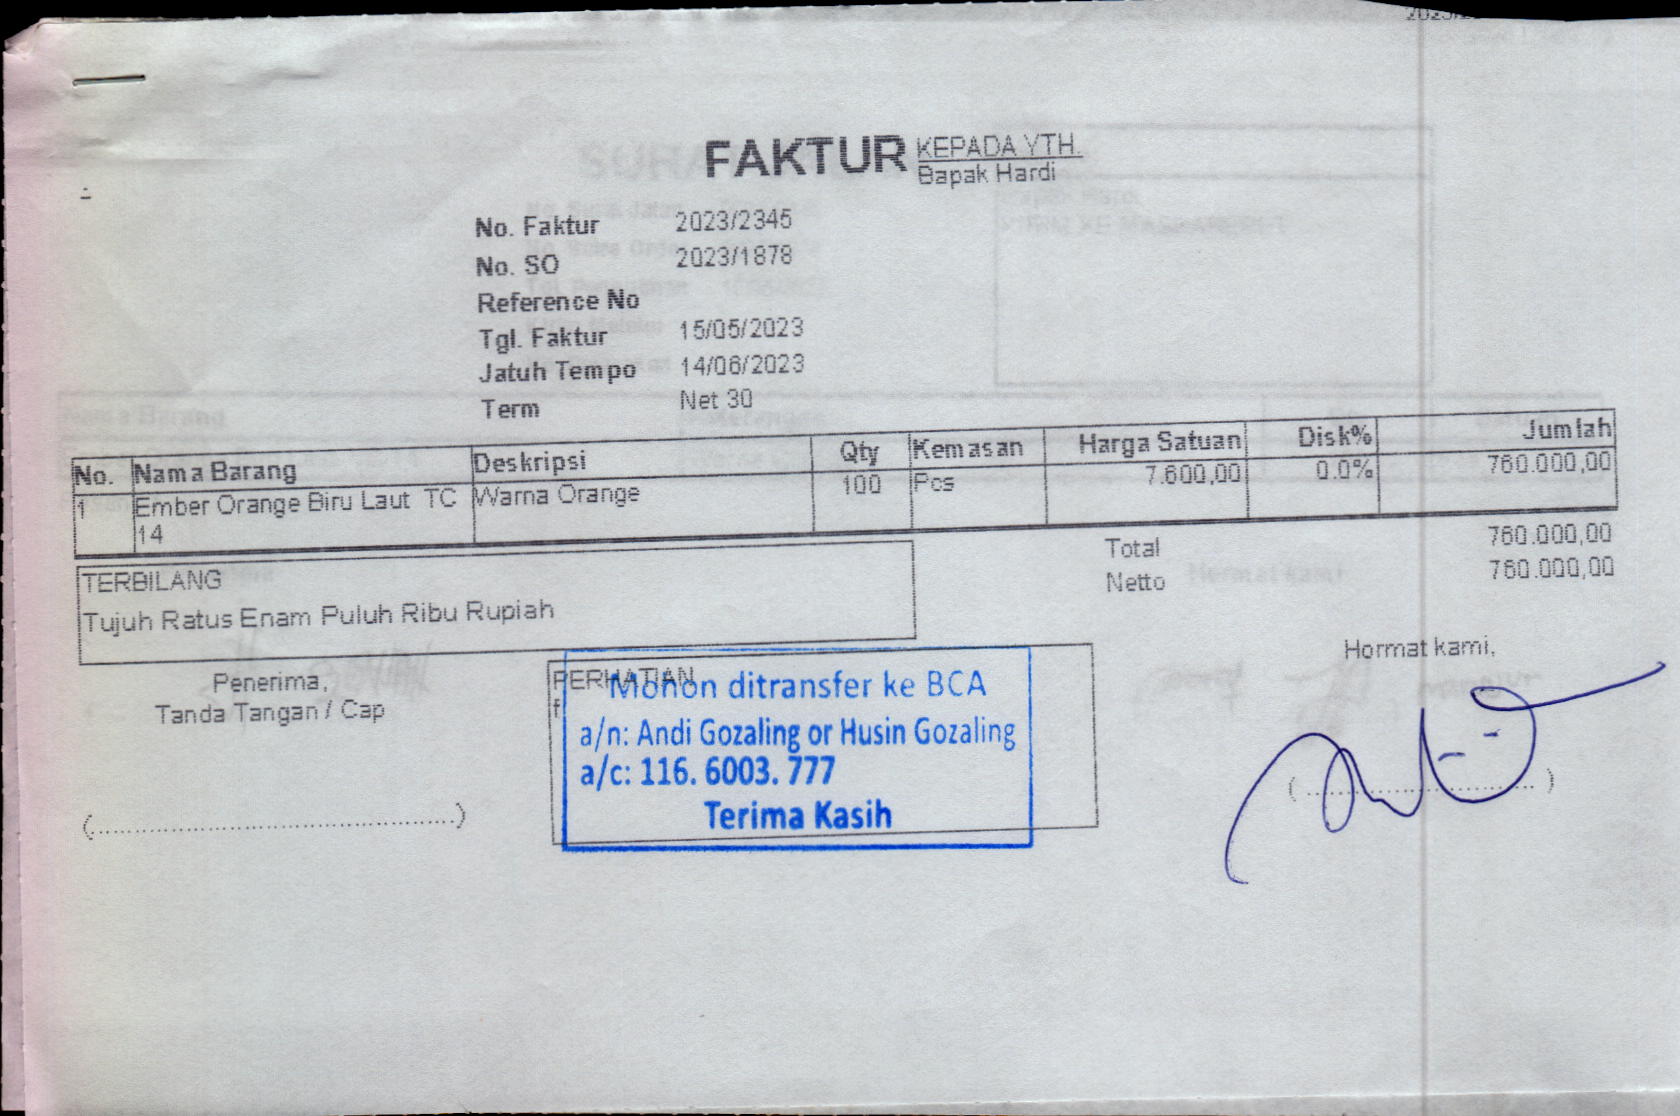 FAKTUR
KEPADA YTH.
Bapak Hardi
No. Faktur 2023/2345
No. SO 2023/1878
Reference No
Tgl. Faktur 15/05/2023
Jatuh Tempo 14/06/2023
Term Net 30
No. Nama Barang Deskripsi Qty Kemasan Harga Satuan Disk% Jumlah
1 Ember Orange Biru Laut TC 14 Warna Orange 100 Pcs 7.600,00 0.0% 760.000,00
Total 760.000,00
Netto 760.000,00
TERBILANG
Tujuh Ratus Enam Puluh Ribu Rupiah
Penerima,
Tanda Tangan / Cap
(........................................................)
PERHATIAN
f
Mohon ditransfer ke BCA
a/n: Andi Gozaling or Husin Gozaling
a/c: 116. 6003. 777
Terima Kasih
Hormat kami,
(...................................)